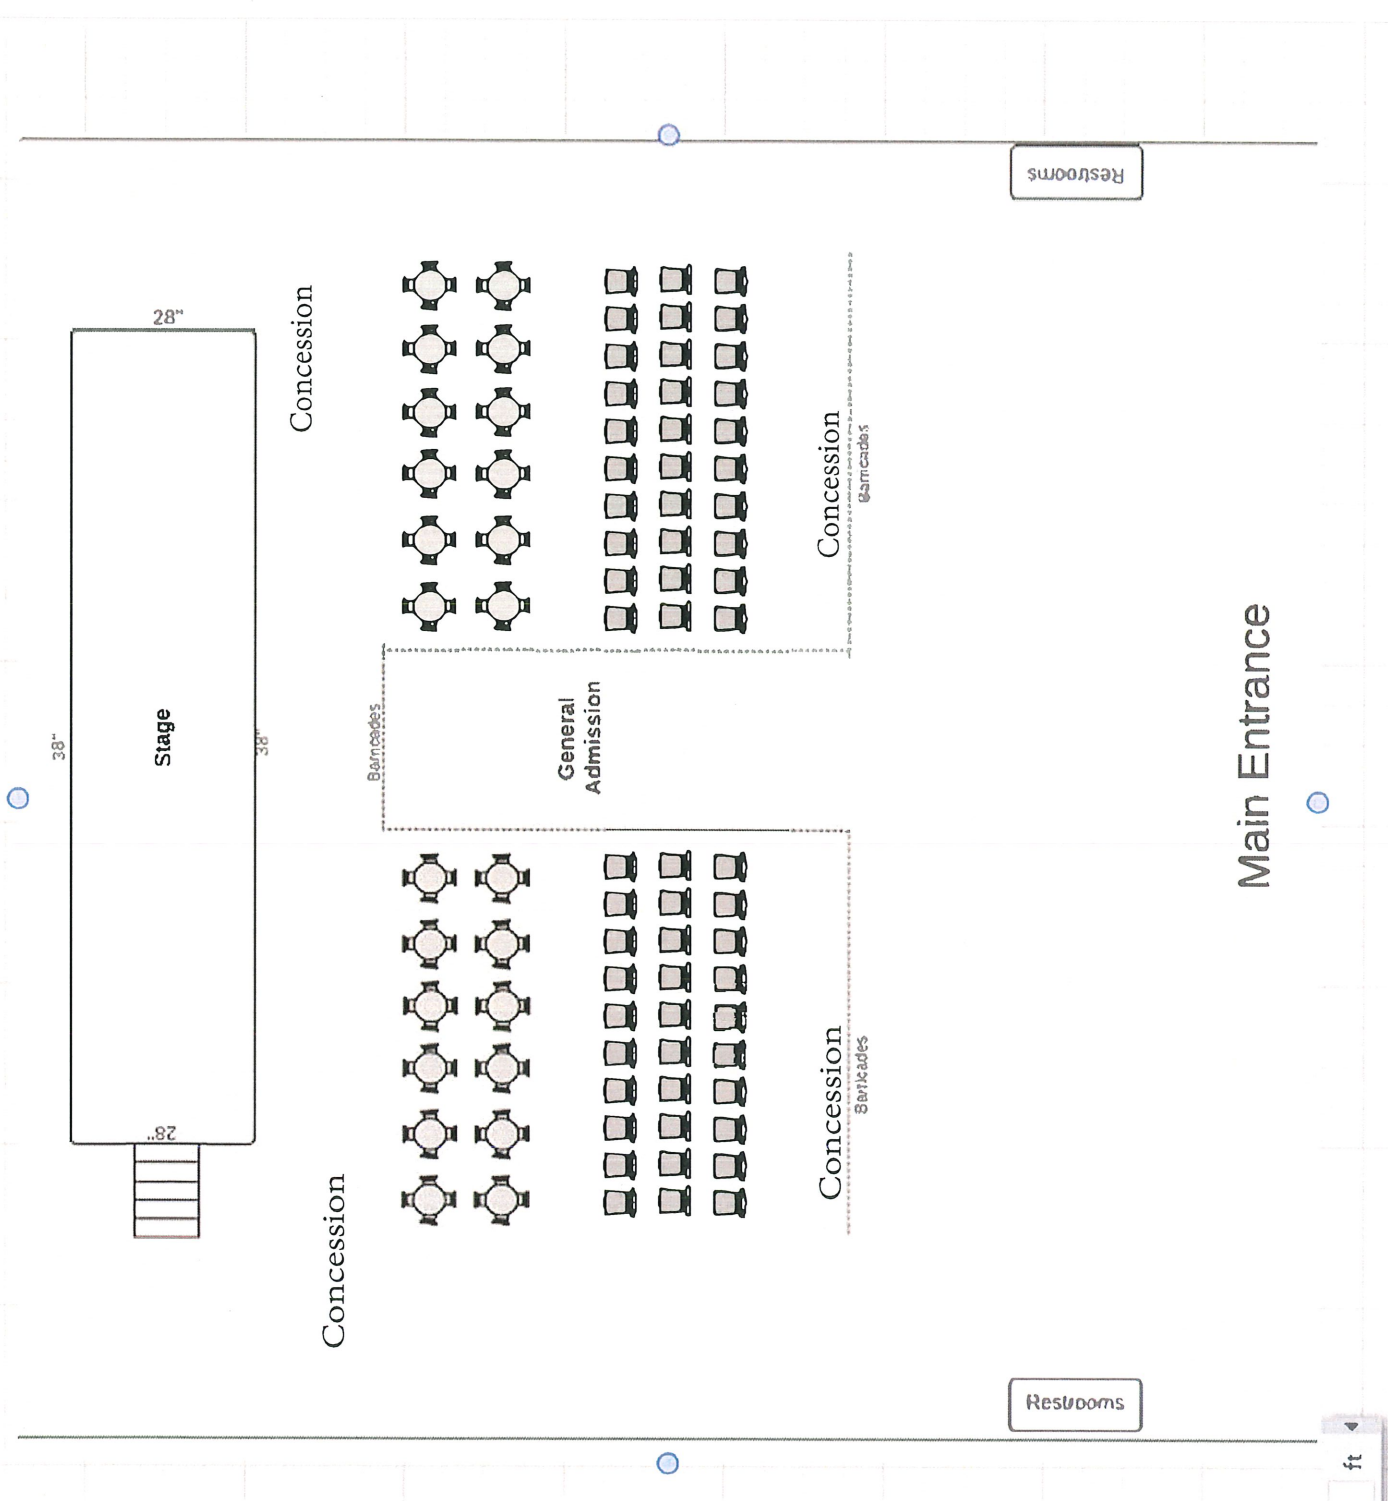 Restrooms
28"
Concession
Concession
Barricades
38"
Stage
38"
Barricades
General
Admission
Main Entrance
28"
Concession
Concession
Barricades
Restrooms
ft